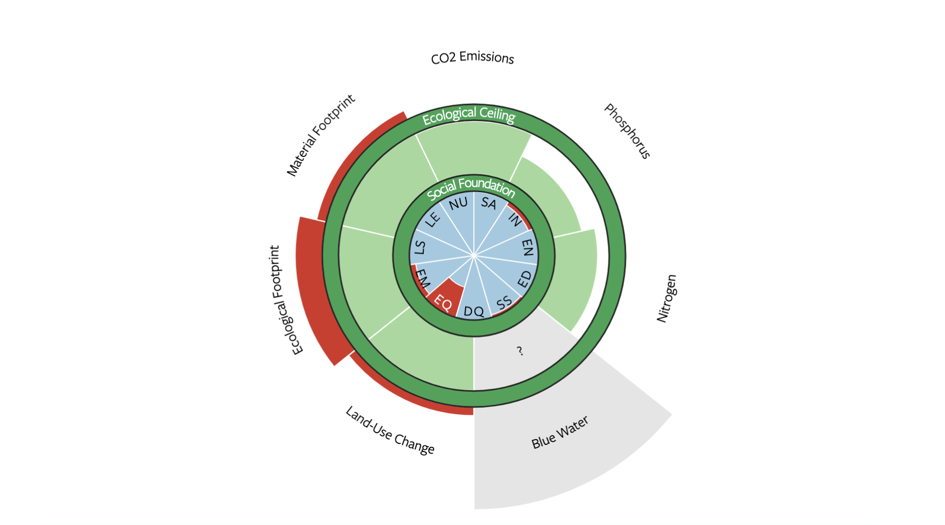 CO2 Emissions
Phosphorus
Material Footprint
Ecological Ceiling
Social Foundation
NU
SA
LE
IN
LS
EN
EM
ED
EQ
SS
DQ
Ecological Footprint
Nitrogen
?
Land-Use Change
Blue Water